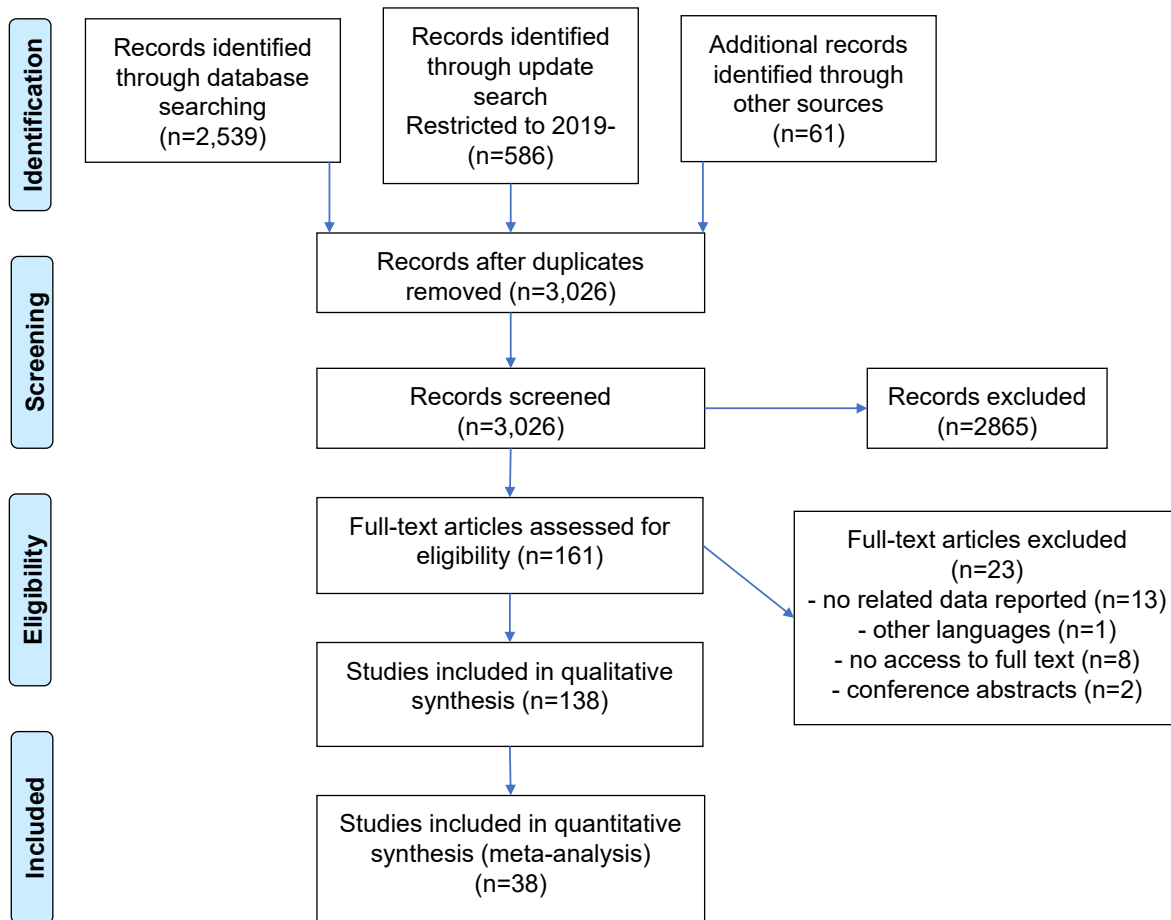 Identification
Records identified
through database
searching
(n=2,539)
Records identified
through update
search
Restricted to 2019-
(n=586)
Additional records
identified through
other sources
(n=61)
Screening
Records after duplicates
removed (n=3,026)
Records screened
(n=3,026)
Records excluded
(n=2865)
Eligibility
Full-text articles assessed for
eligibility (n=161)
Full-text articles excluded
(n=23)
- no related data reported (n=13)
- other languages (n=1)
- no access to full text (n=8)
- conference abstracts (n=2)
Studies included in qualitative
synthesis (n=138)
Included
Studies included in quantitative
synthesis (meta-analysis)
(n=38)